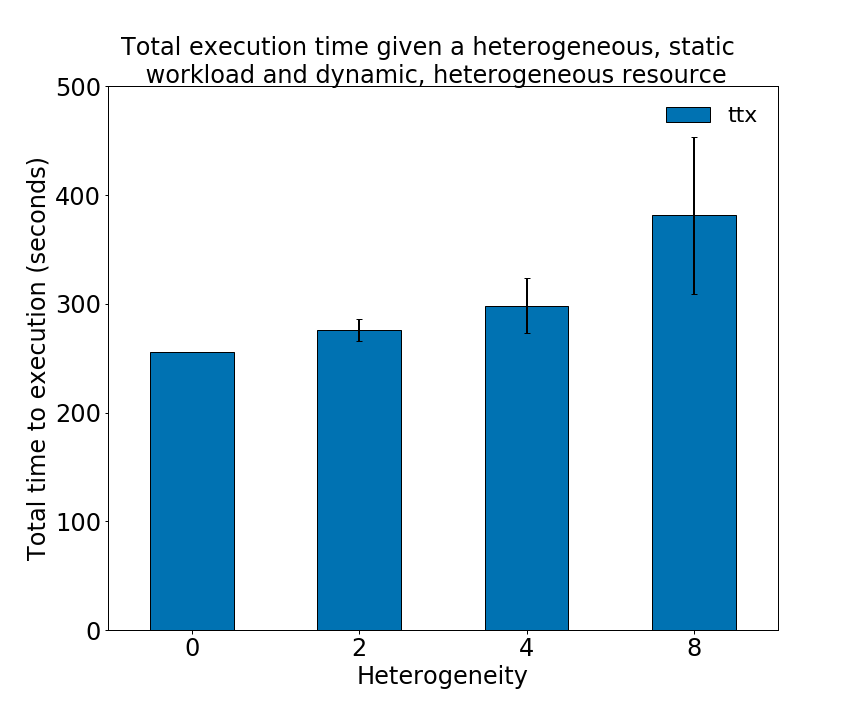 Total execution time given a heterogeneous, static
workload and dynamic, heterogeneous resource
ttx
Total time to execution (seconds)
500
400
300
200
100
0
0 2 4 8
Heterogeneity